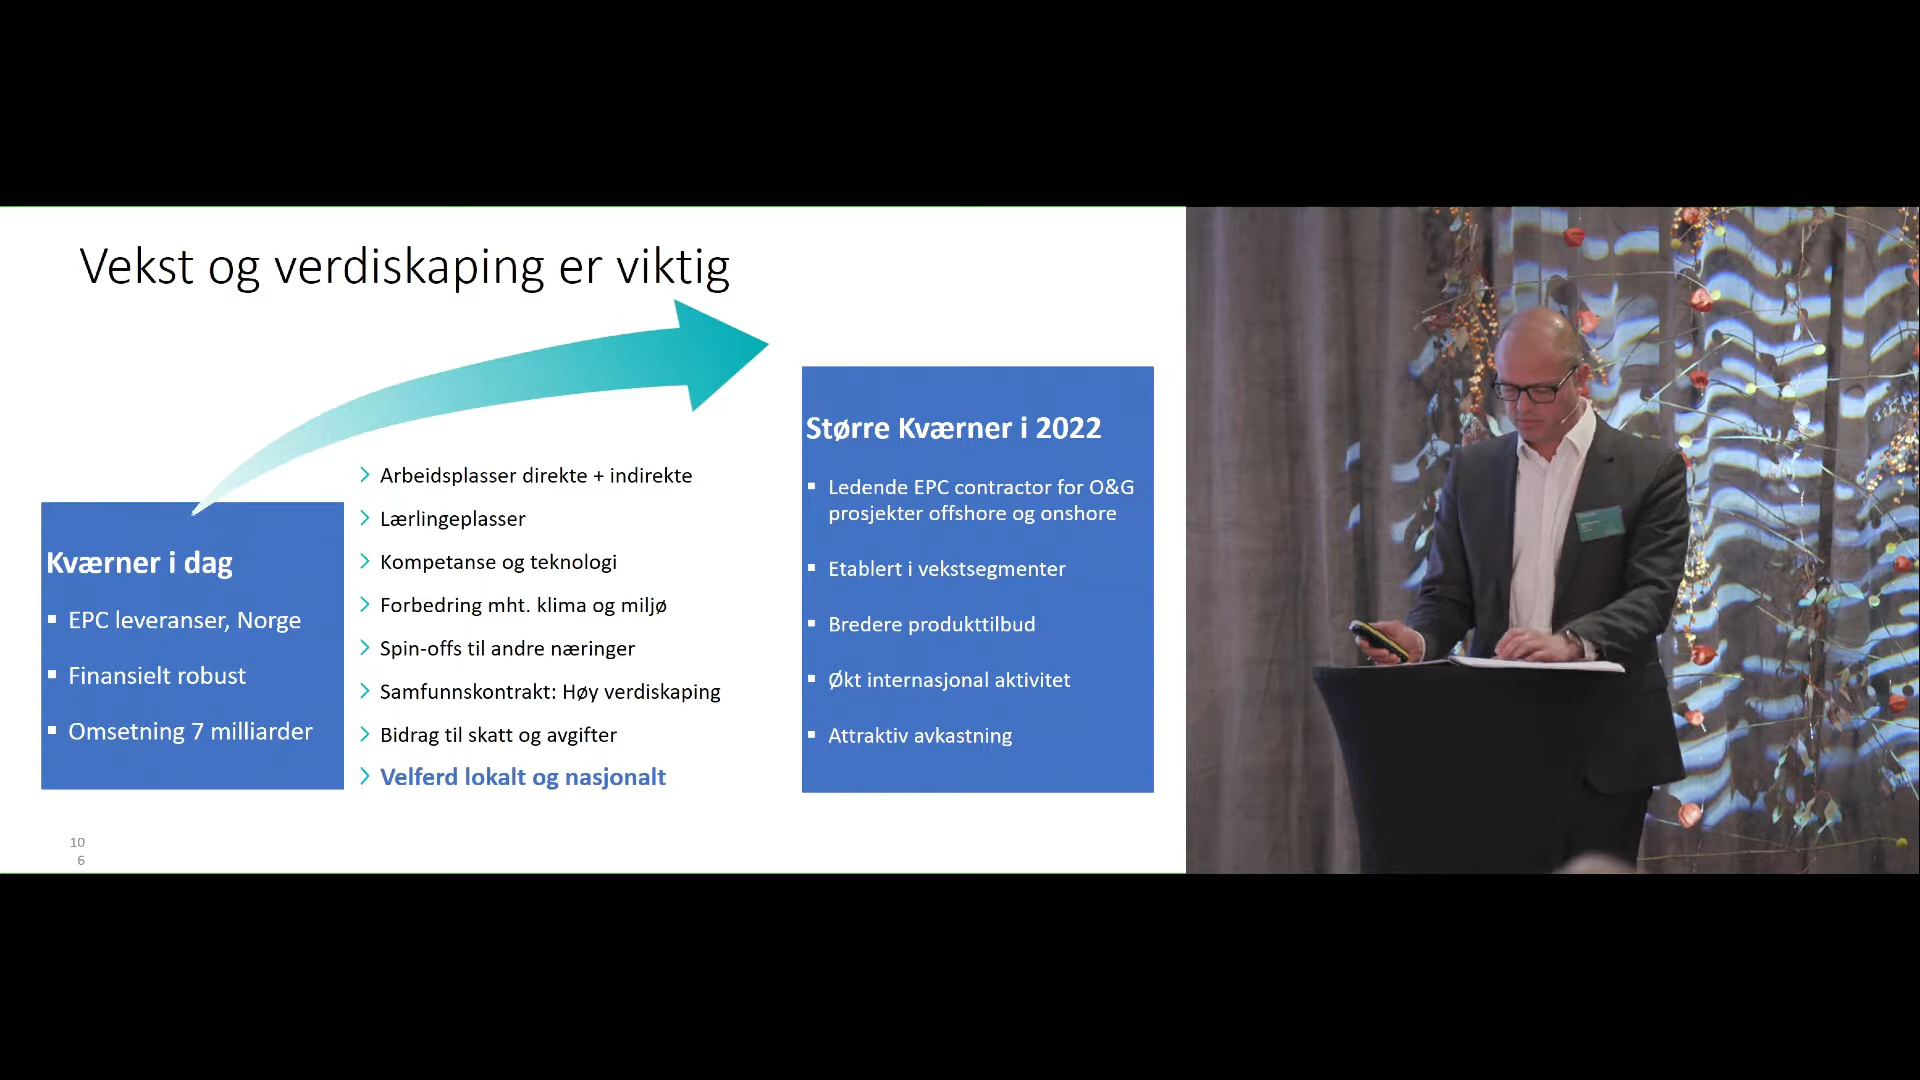 Vekst og verdiskaping er viktig
Kværner i dag
▪ EPC leveranser, Norge
▪ Finansielt robust
▪ Omsetning 7 milliarder
> Arbeidsplasser direkte + indirekte
> Lærlingeplasser
> Kompetanse og teknologi
> Forbedring mht. klima og miljø
> Spin-offs til andre næringer
> Samfunnskontrakt: Høy verdiskaping
> Bidrag til skatt og avgifter
> Velferd lokalt og nasjonalt
Større Kværner i 2022
▪ Ledende EPC contractor for O&G
prosjekter offshore og onshore
▪ Etablert i vekstsegmenter
▪ Bredere produkttilbud
▪ Økt internasjonal aktivitet
▪ Attraktiv avkastning
10
6